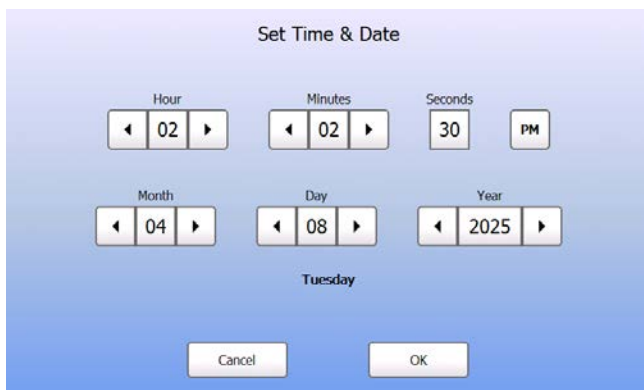 Set Time & Date
Hour Minutes Seconds
02 02 30 PM
Month Day Year
04 08 2025
Tuesday
Cancel OK